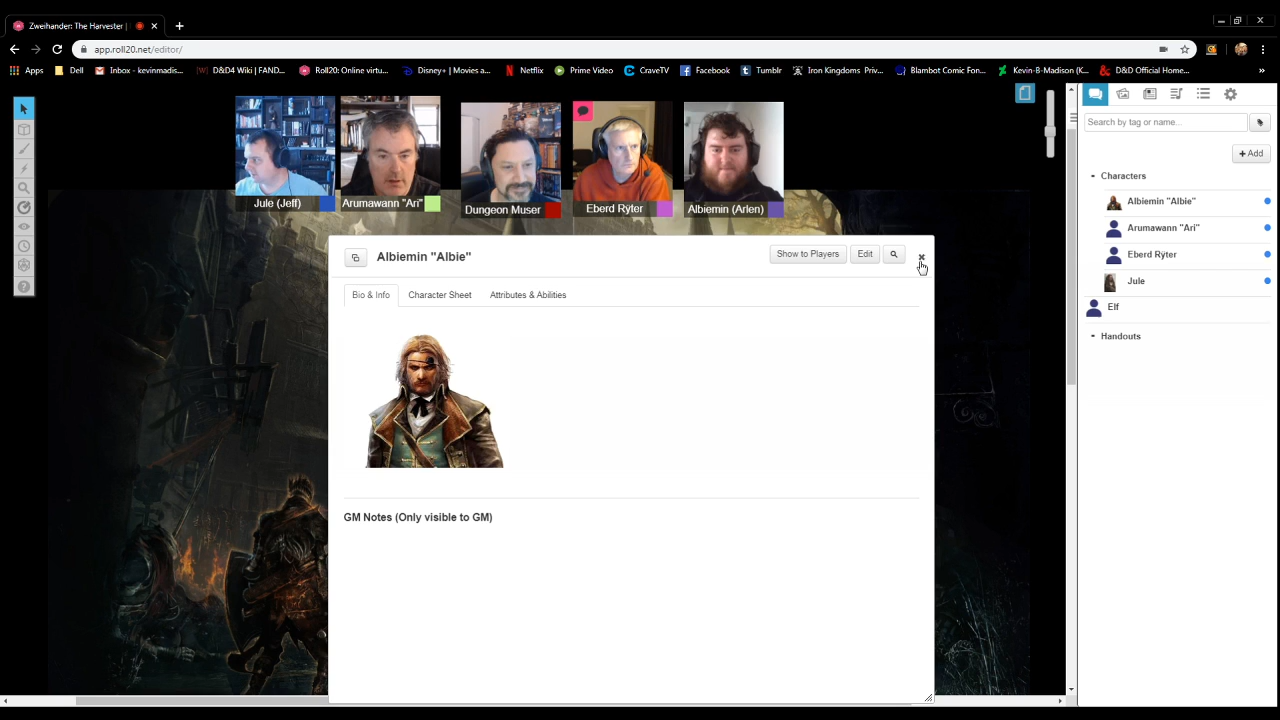 Zweihander: The Harvester |
app.roll20.net/editor/
Apps
Dell
Inbox - kevinmadis...
D&D4 Wiki | FAND...
Roll20: Online virtu...
Disney+ | Movies a...
Netflix
Prime Video
CraveTV
Facebook
Tumblr
Iron Kingdoms Priv...
Blambot Comic Fon...
Kevin-B-Madison (K...
D&D Official Home...
»
Search by tag or name...
+ Add
Characters
Albiemin "Albie"
Arumawann "Ari"
Eberd Rÿter
Jule
Elf
Handouts
Jule (Jeff)
Arumawann "Ari"
Dungeon Muser
Eberd Rÿter
Albiemin (Arlen)
Albiemin "Albie"
Show to Players
Edit
Bio & Info
Character Sheet
Attributes & Abilities
GM Notes (Only visible to GM)